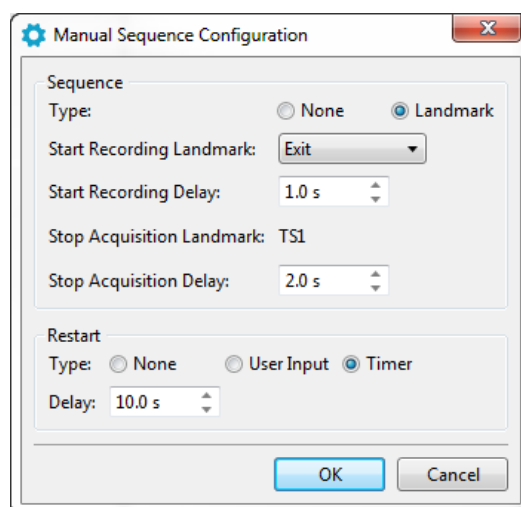 Manual Sequence Configuration
Sequence
Type: None Landmark
Start Recording Landmark: Exit
Start Recording Delay: 1.0 s
Stop Acquisition Landmark: TS1
Stop Acquisition Delay: 2.0 s
Restart
Type: None User Input Timer
Delay: 10.0 s
OK Cancel